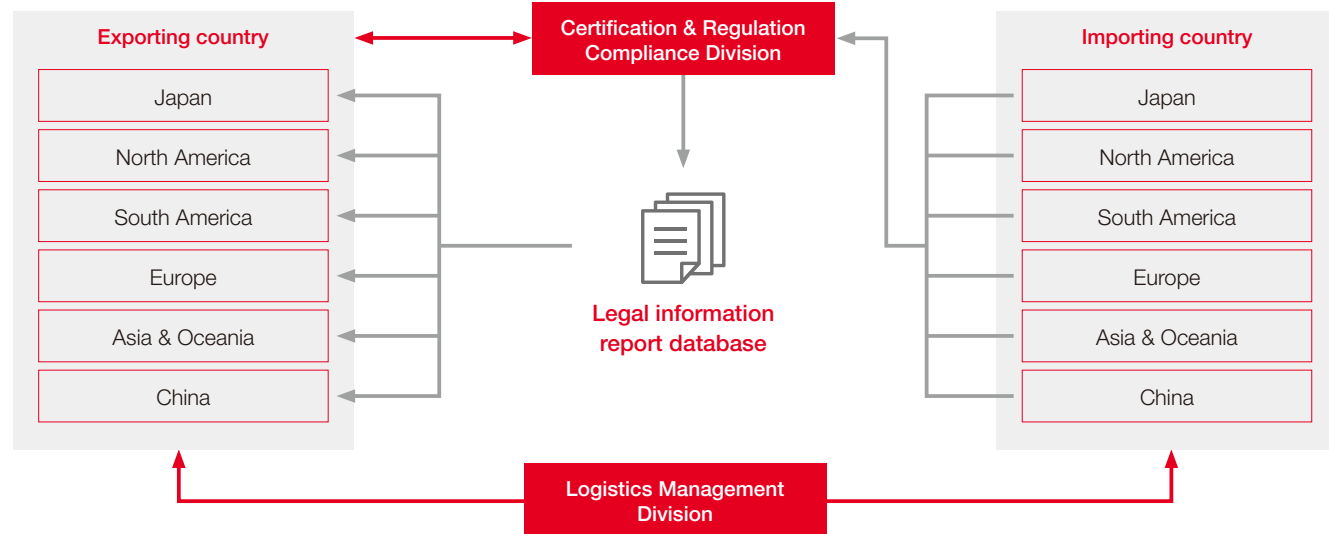 Exporting country
Japan
North America
South America
Europe
Asia & Oceania
China
Certification & Regulation
Compliance Division
Legal information
report database
Logistics Management
Division
Importing country
Japan
North America
South America
Europe
Asia & Oceania
China